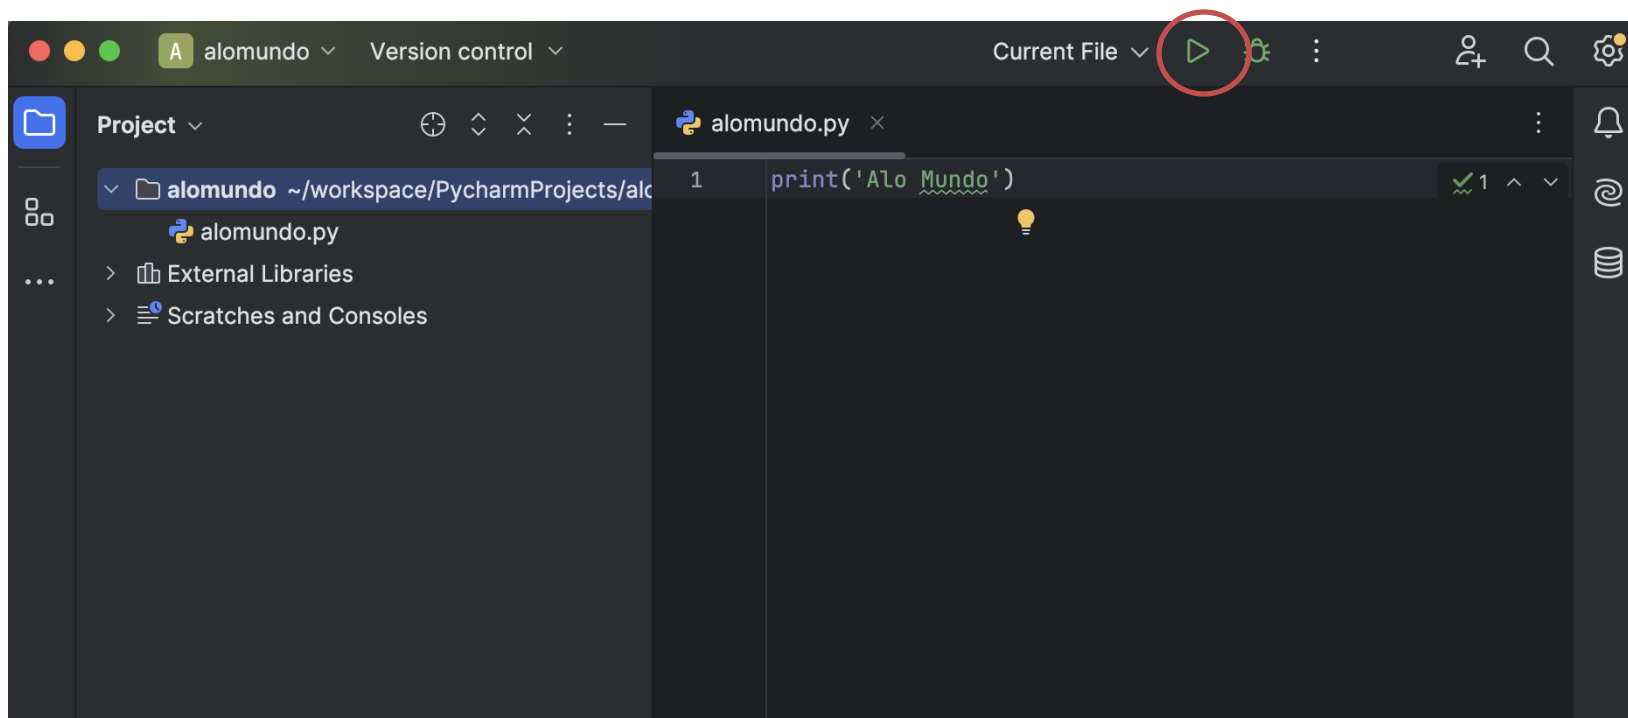 A alomundo Version control Current File
Project
alomundo.py
alomundo ~/workspace/PycharmProjects/alo
alomundo.py
External Libraries
Scratches and Consoles
1 print('Alo Mundo') 1